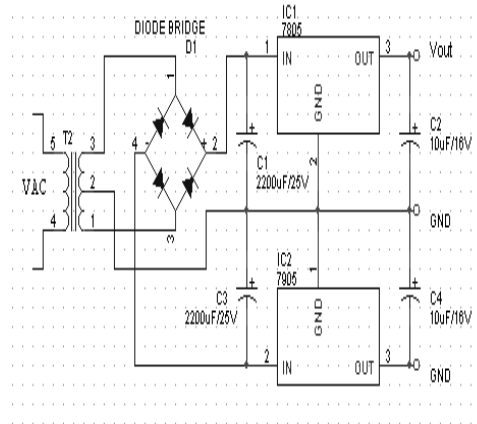 DIODE BRIDGE
D1
IC1
7805
1
IN
OUT
3
Vout
GND
2
1
4
-
+
2
3
T2
5
3
2
VAC
4
1
+
C1
2200uF/25V
+
C2
10uF/16V
GND
IC2
7905
1
GND
+
C3
2200uF/25V
+
C4
10uF/16V
2
IN
OUT
3
GND